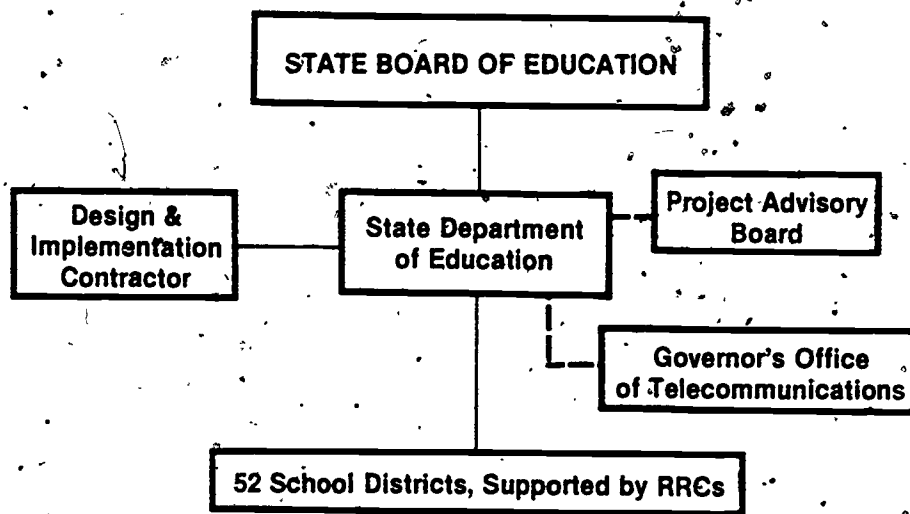 STATE BOARD OF EDUCATION
Design &
Implementation
Contractor
State Department
of Education
Project Advisory
Board
Governor's Office
of Telecommunications
52 School Districts, Supported by RRCs